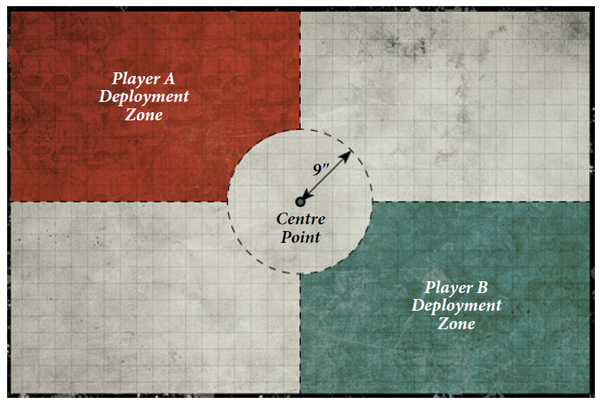 Player A
Deployment
Zone
9"
Centre
Point
Player B
Deployment
Zone